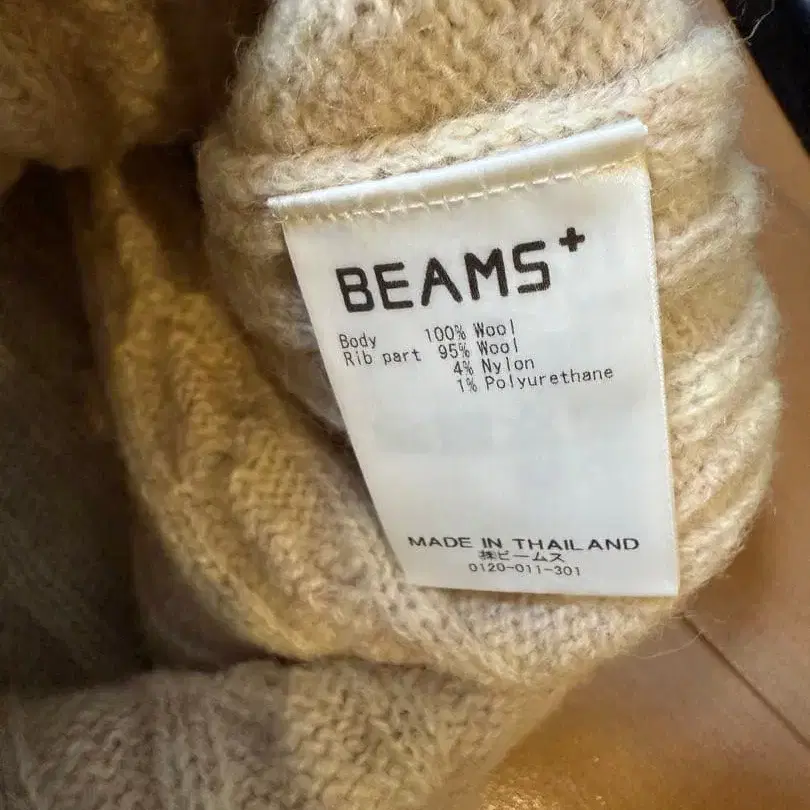 BEAMS+
Body 100% Wool
Rib part 95% Wool
4% Nylon
1% Polyurethane
MADE IN THAILAND
㈱ビームス
0120-011-301